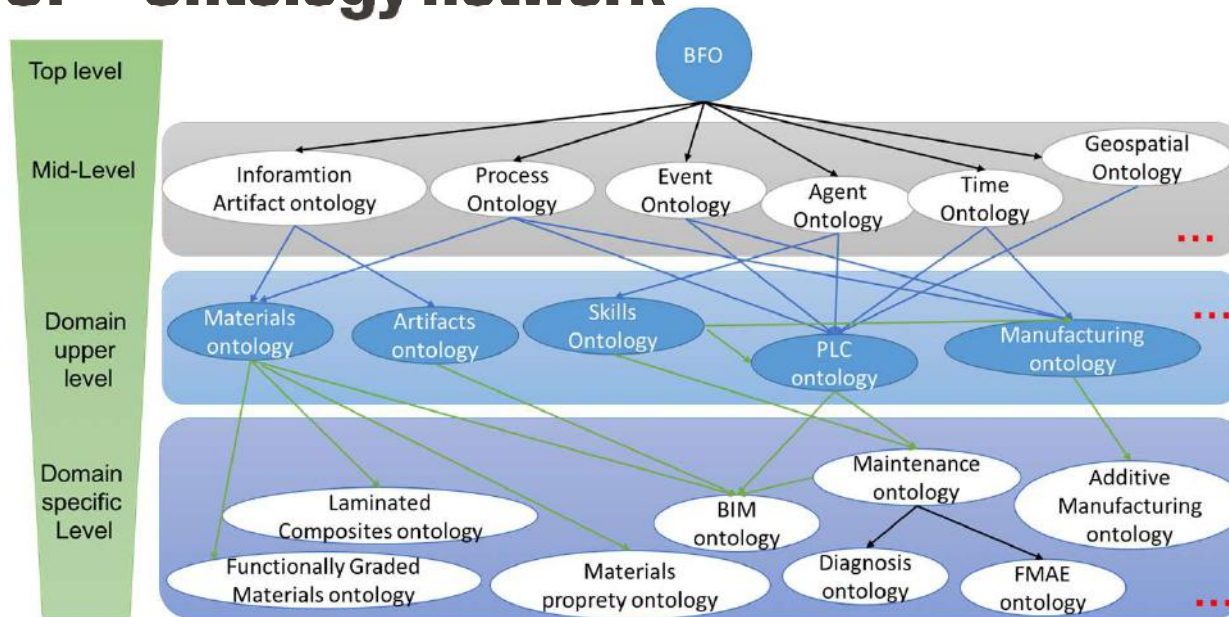 Ontology network
Top level
BFO
Mid-Level
Inforamtion
Artifact ontology
Process
Ontology
Event
Ontology
Agent
Ontology
Time
Ontology
Geospatial
Ontology
...
Domain
upper
level
Materials
ontology
Artifacts
ontology
Skills
Ontology
PLC
ontology
Manufacturing
ontology
...
Domain
specific
Level
Laminated
Composites ontology
Functionally Graded
Materials ontology
Materials
proprety ontology
BIM
ontology
Maintenance
ontology
Diagnosis
ontology
FMAE
ontology
Additive
Manufacturing
ontology
...